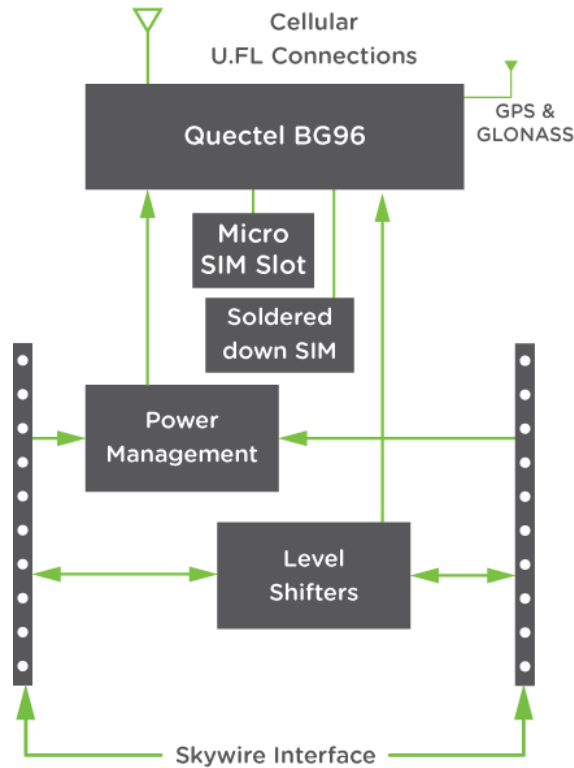 Cellular
U.FL Connections
Quectel BG96
GPS &
GLONASS
Micro
SIM Slot
Soldered
down SIM
Power
Management
Level
Shifters
Skywire Interface